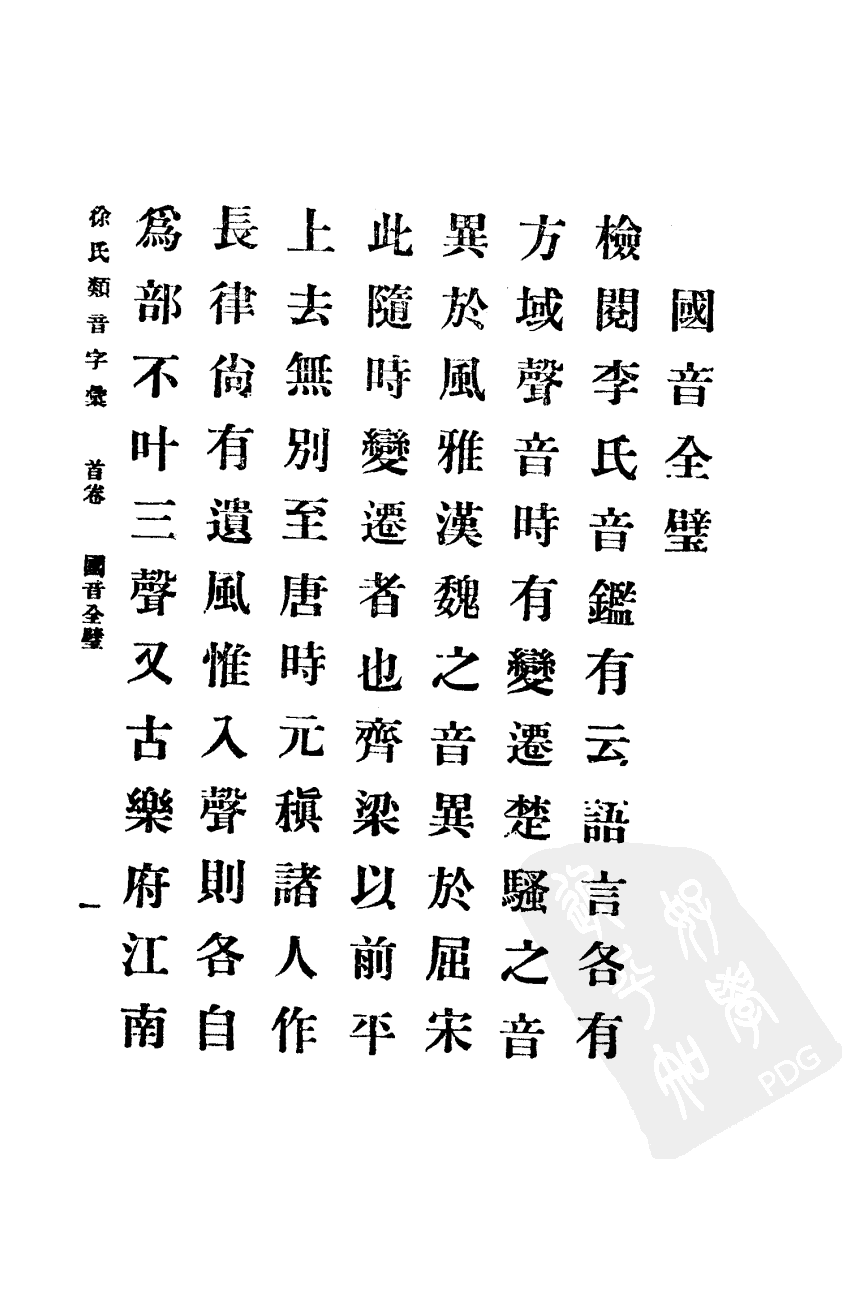 國音全璧
檢閱李氏音鑑有云語言各有
方域聲音時有變遷楚騷之音
異於風雅漢魏之音異於屈宋
此隨時變遷者也齊梁以前平
上去無別至唐時元稹諸人作
長律尙有遺風惟入聲則各自
爲部不叶三聲又古樂府江南
徐氏類音字彙 首卷 國音全璧 一
PDG